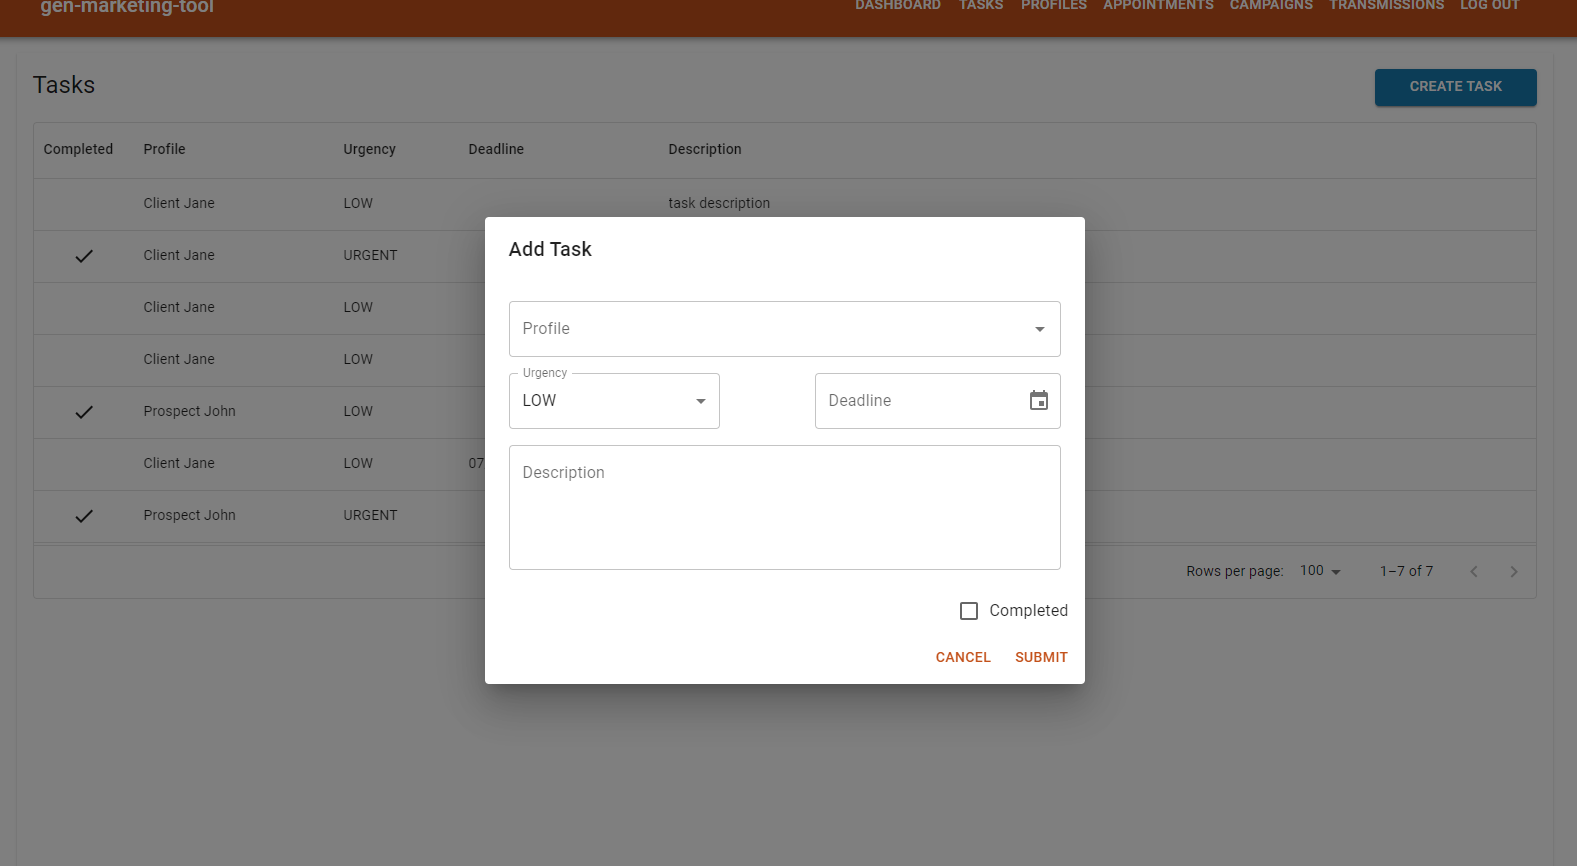 gen-marketing-tool
DASHBOARD TASKS PROFILES APPOINTMENTS CAMPAIGNS TRANSMISSIONS LOG OUT
Tasks
CREATE TASK
Completed Profile Urgency Deadline Description
Client Jane LOW task description
Client Jane URGENT
Client Jane LOW
Client Jane LOW
Prospect John LOW
Client Jane LOW 07
Prospect John URGENT
Rows per page: 100 1–7 of 7
Add Task
Profile
Urgency
LOW
Deadline
Description
Completed
CANCEL SUBMIT